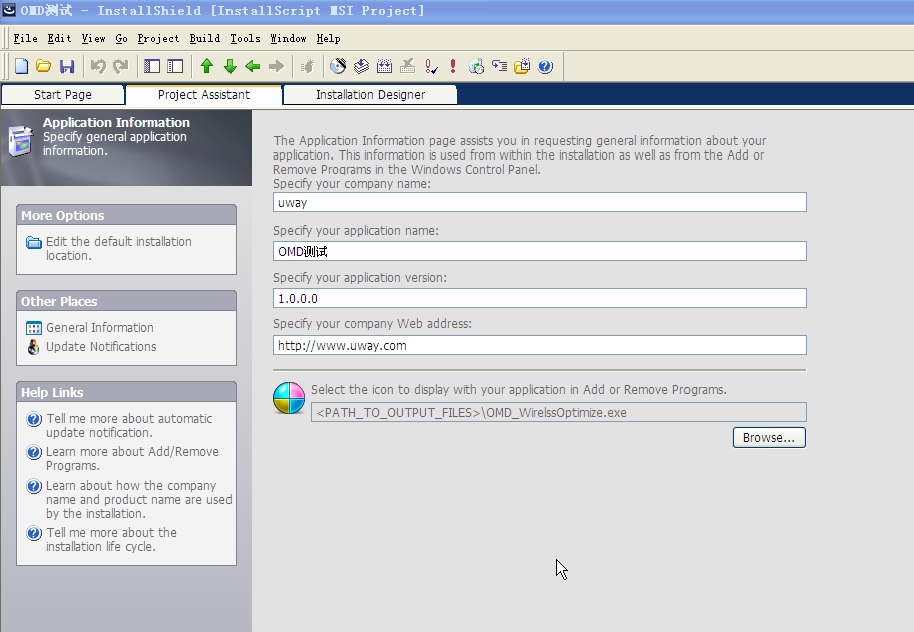 OMD测试 - InstallShield [InstallScript MSI Project]
File Edit View Go Project Build Tools Window Help
Start Page Project Assistant Installation Designer
Application Information
Specify general application
information.
More Options
Edit the default installation
location.
Other Places
General Information
Update Notifications
Help Links
Tell me more about automatic
update notification.
Learn more about Add/Remove
Programs.
Learn about how the company
name and product name are used
by the installation.
Tell me more about the
installation life cycle.
The Application Information page assists you in requesting general information about your
application. This information is used from within the installation as well as from the Add or
Remove Programs in the Windows Control Panel.
Specify your company name:
uway
Specify your application name:
OMD测试
Specify your application version:
1.0.0.0
Specify your company Web address:
http://www.uway.com
Select the icon to display with your application in Add or Remove Programs.
<PATH_TO_OUTPUT_FILES>\OMD_WirelssOptimize.exe
Browse...